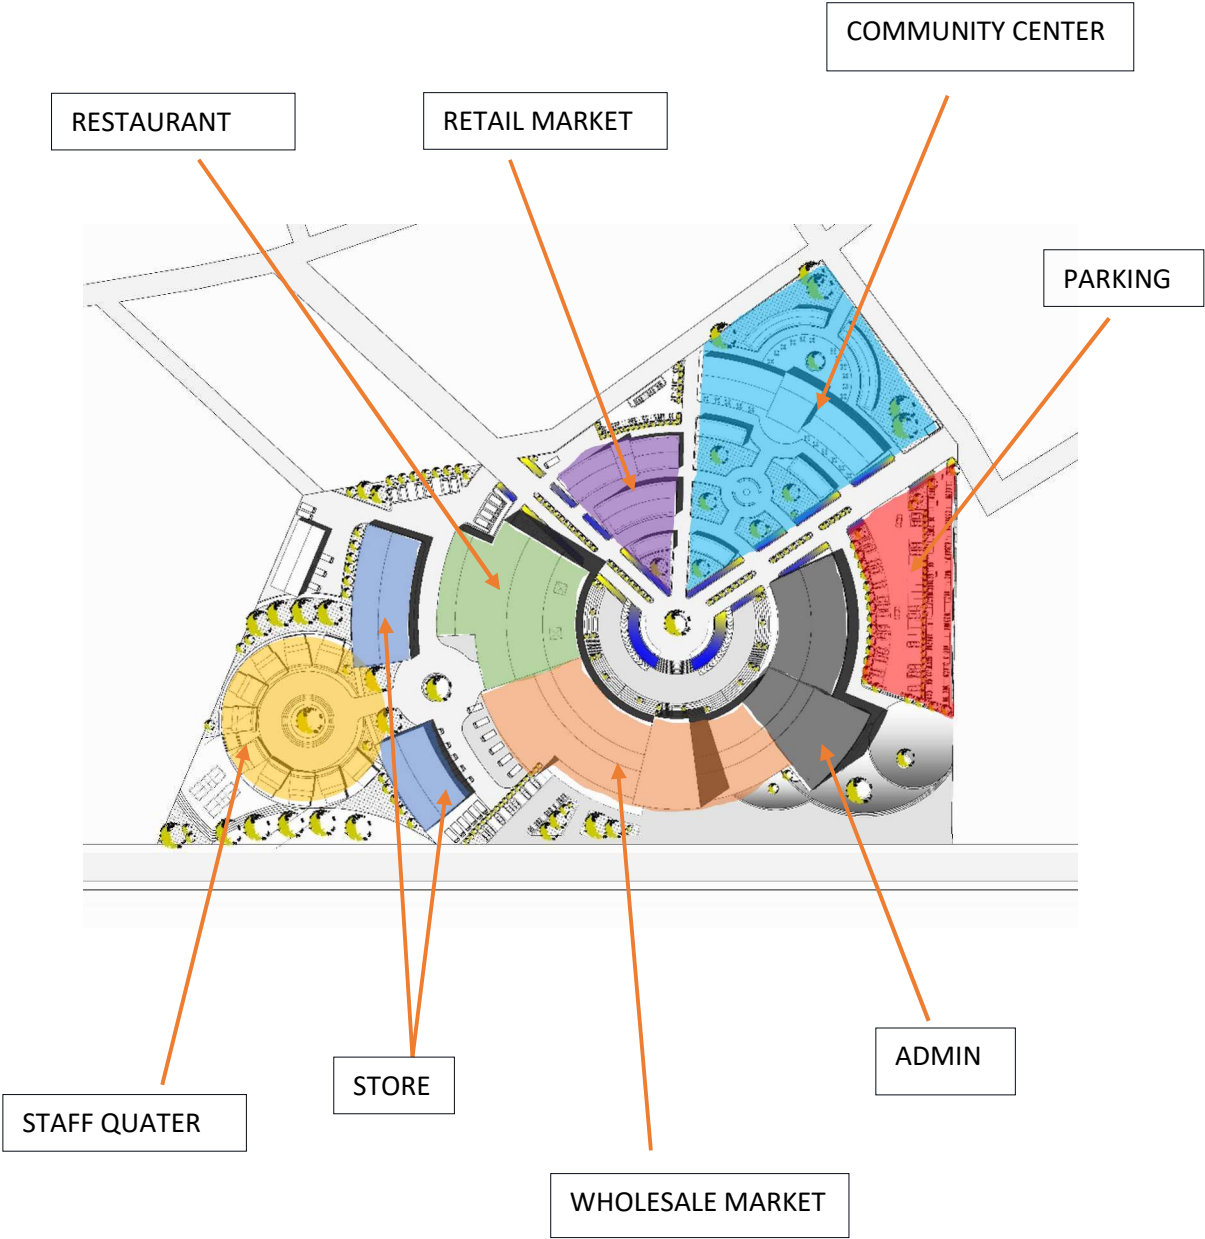 COMMUNITY CENTER
RESTAURANT
RETAIL MARKET
PARKING
ADMIN
STORE
STAFF QUATER
WHOLESALE MARKET